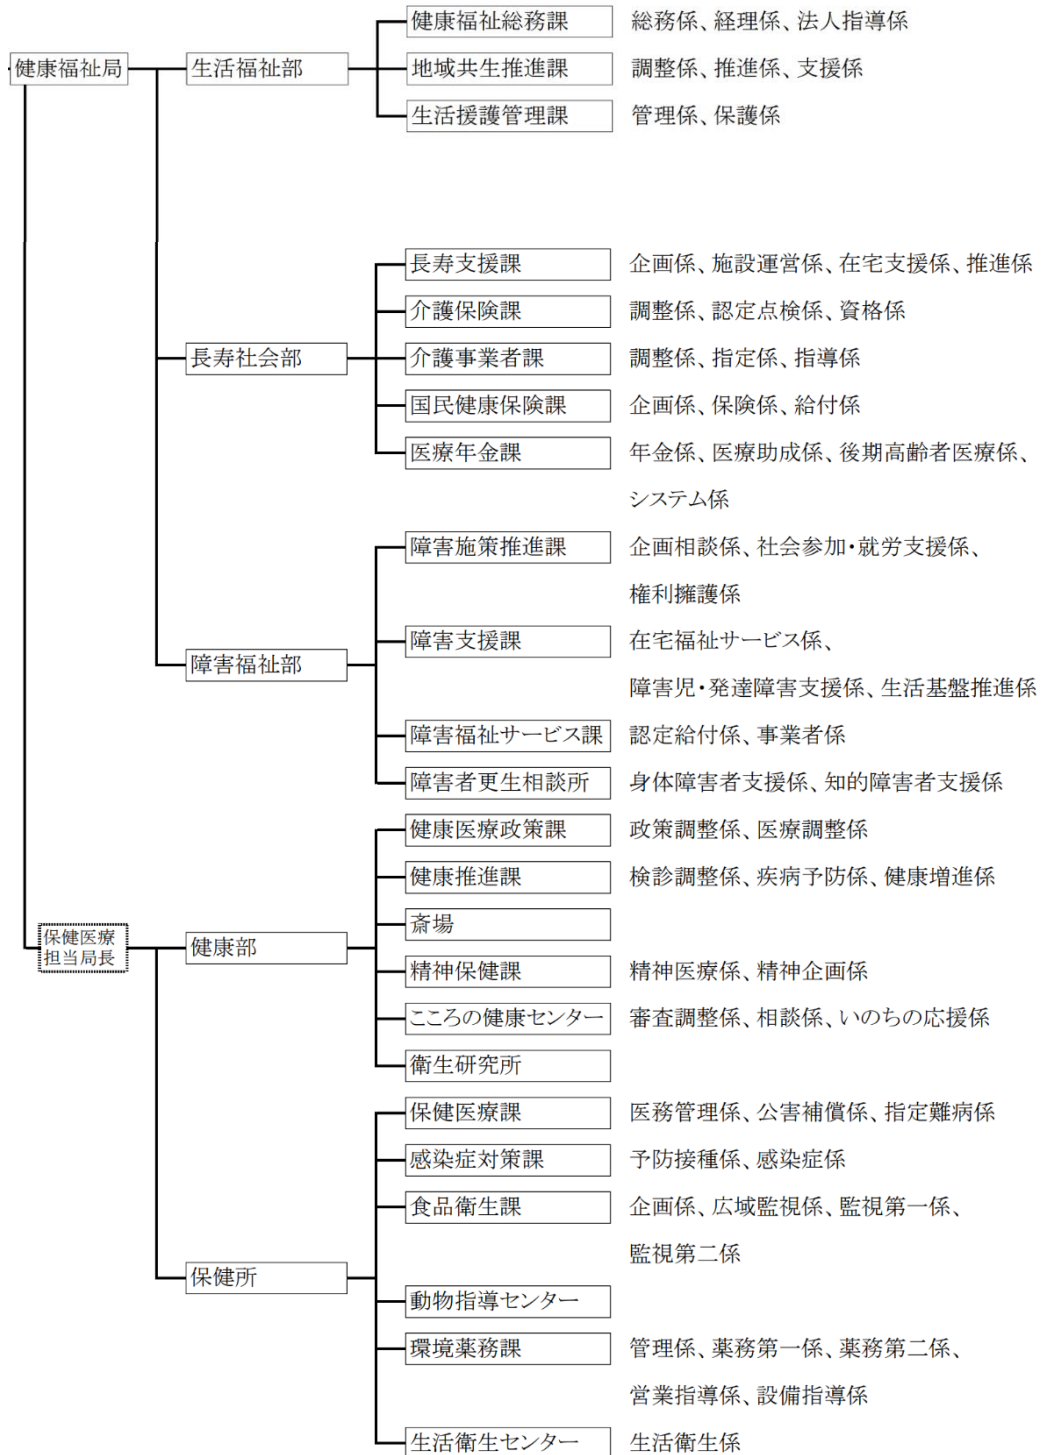 健康福祉総務課 総務係、経理係、法人指導係
健康福祉局 生活福祉部 地域共生推進課 調整係、推進係、支援係
生活援護管理課 管理係、保護係
長寿支援課 企画係、施設運営係、在宅支援係、推進係
介護保険課 調整係、認定点検係、資格係
長寿社会部 介護事業者課 調整係、指定係、指導係
国民健康保険課 企画係、保険係、給付係
医療年金課 年金係、医療助成係、後期高齢者医療係、
システム係
障害施策推進課 企画相談係、社会参加・就労支援係、
権利擁護係
障害支援課 在宅福祉サービス係、
障害福祉部
障害児・発達障害支援係、生活基盤推進係
障害福祉サービス課 認定給付係、事業者係
障害者更生相談所 身体障害者支援係、知的障害者支援係
健康医療政策課 政策調整係、医療調整係
健康推進課 検診調整係、疾病予防係、健康増進係
斎場
保健医療
担当局長
健康部
精神保健課 精神医療係、精神企画係
こころの健康センター 審査調整係、相談係、いのちの応援係
衛生研究所
保健医療課 医務管理係、公害補償係、指定難病係
感染症対策課 予防接種係、感染症係
食品衛生課 企画係、広域監視係、監視第一係、
監視第二係
保健所
動物指導センター
環境薬務課 管理係、薬務第一係、薬務第二係、
営業指導係、設備指導係
生活衛生センター 生活衛生係